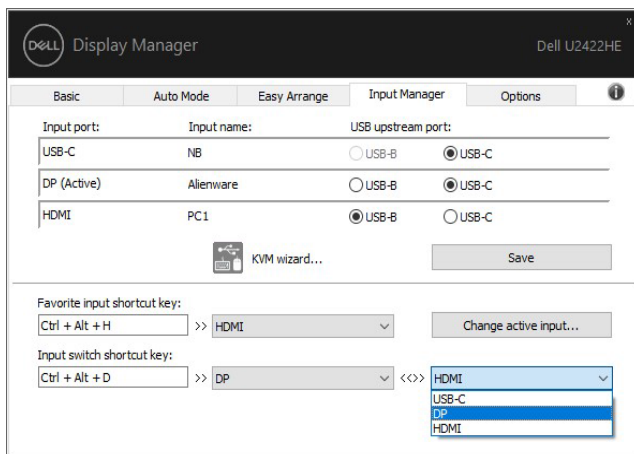 x
DELL Display Manager Dell U2422HE
Basic Auto Mode Easy Arrange Input Manager Options i
Input port: Input name: USB upstream port:
USB-C NB USB-B USB-C
DP (Active) Alienware USB-B USB-C
HDMI PC1 USB-B USB-C
KVM wizard... Save
Favorite input shortcut key:
Ctrl + Alt + H >> HDMI Change active input...
Input switch shortcut key:
Ctrl + Alt + D >> DP <<>> HDMI
USB-C
DP
HDMI